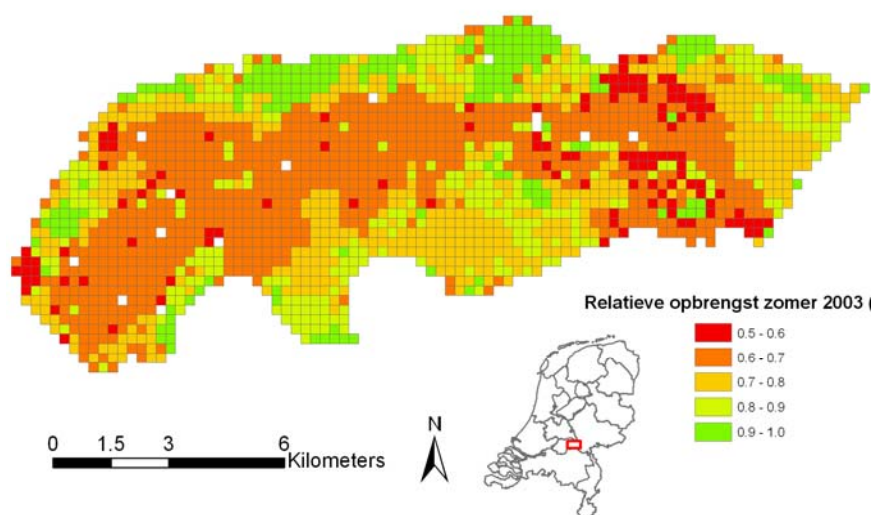 Relatieve opbrengst zomer 2003 (
0.5 - 0.6
0.6 - 0.7
0.7 - 0.8
0.8 - 0.9
0.9 - 1.0
N
0 1.5 3 6
Kilometers